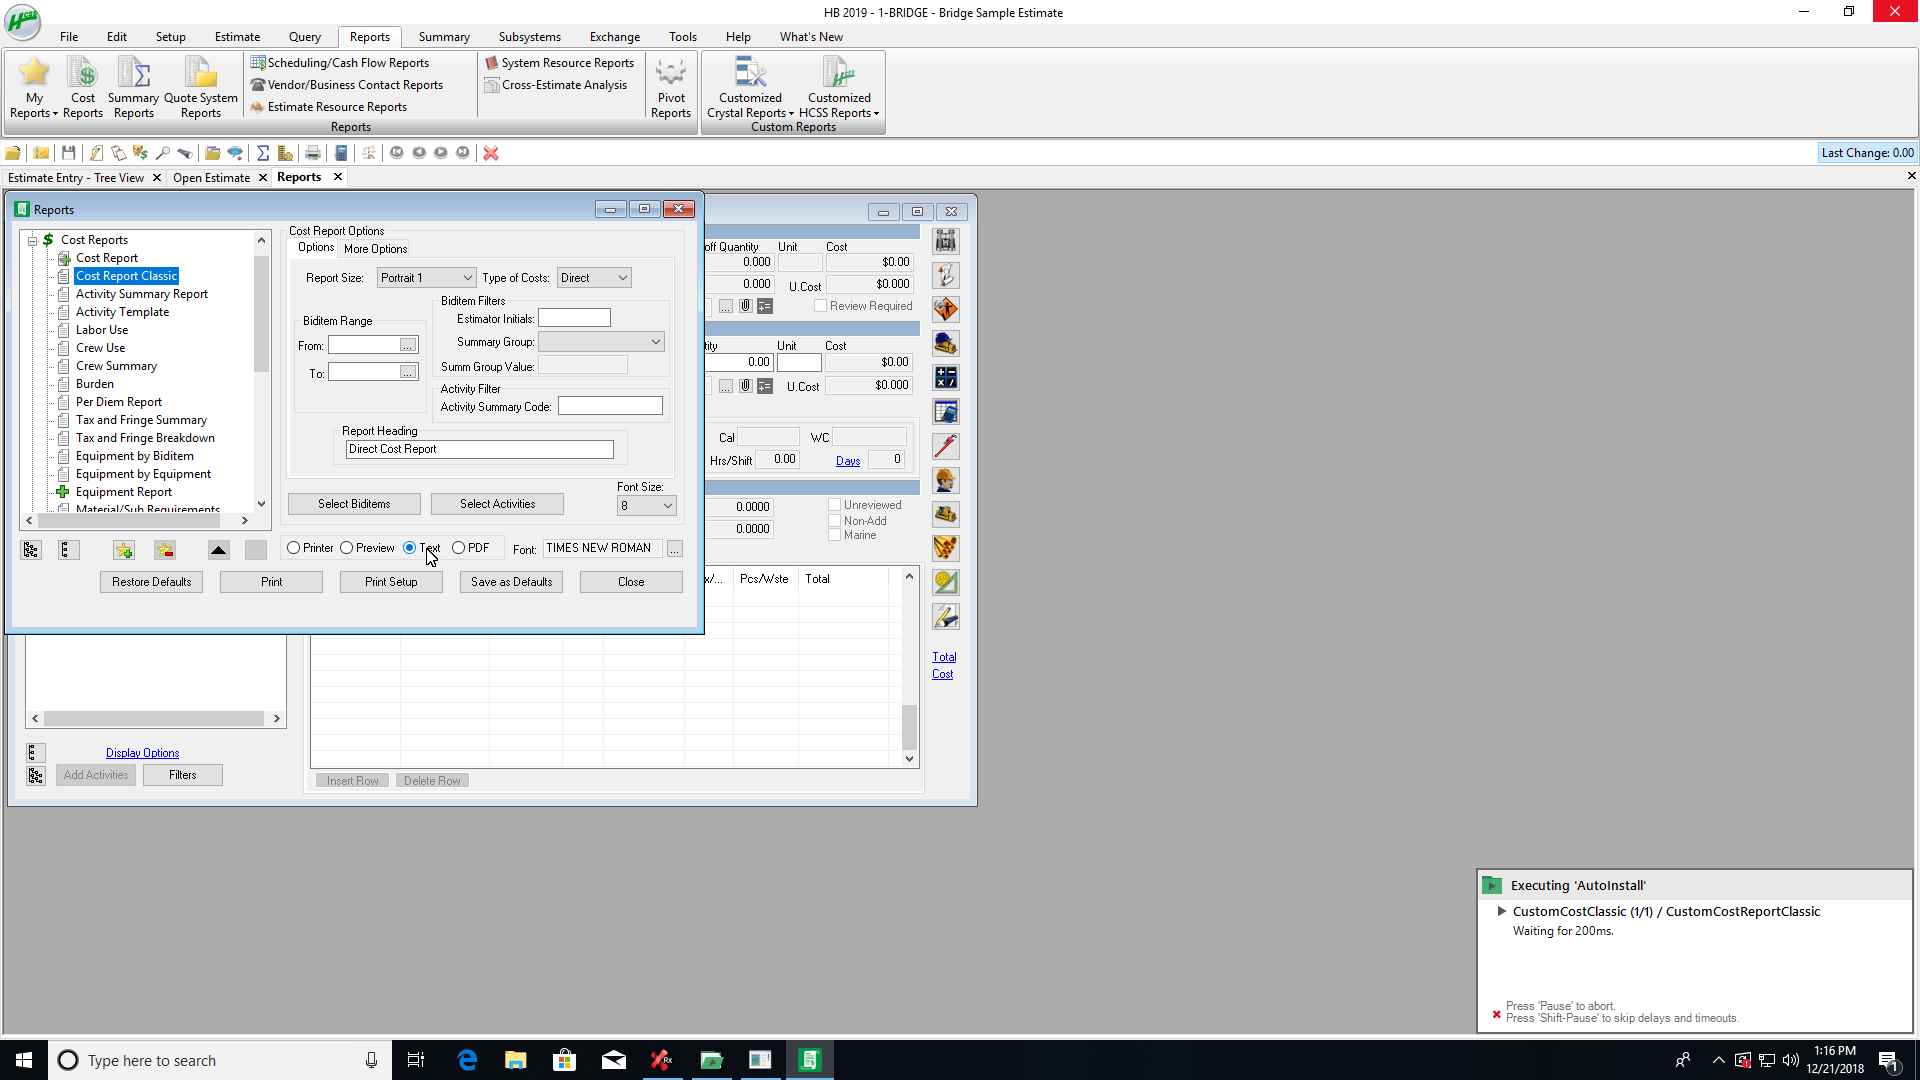 HB 2019 - 1-BRIDGE - Bridge Sample Estimate
File Edit Setup Estimate Query Reports Summary Subsystems Exchange Tools Help What's New
My Reports
Cost Reports
Summary Reports
Quote System Reports
Scheduling/Cash Flow Reports
Vendor/Business Contact Reports
Estimate Resource Reports
System Resource Reports
Cross-Estimate Analysis
Pivot Reports
Customized Crystal Reports
Customized HCSS Reports
Reports
Custom Reports
Last Change: 0.00
Estimate Entry - Tree View Open Estimate Reports
Reports
Cost Reports
Cost Report
Cost Report Classic
Activity Summary Report
Activity Template
Labor Use
Crew Use
Crew Summary
Burden
Per Diem Report
Tax and Fringe Summary
Tax and Fringe Breakdown
Equipment by Biditem
Equipment by Equipment
Equipment Report
Material/Sub Requirements
Cost Report Options
Options More Options
Report Size: Portrait 1 Type of Costs: Direct
Biditem Range
From:
To:
Biditem Filters
Estimator Initials:
Summary Group:
Summ Group Value:
Activity Filter
Activity Summary Code:
Report Heading
Direct Cost Report
Select Biditems Select Activities
Font Size:
8
Printer Preview Text PDF Font: TIMES NEW ROMAN ...
Restore Defaults Print Print Setup Save as Defaults Close
off Quantity Unit Cost
0.000 $0.00
0.000 U.Cost $0.000
Review Required
tity Unit Cost
0.00 $0.00
U.Cost $0.000
Cal WC
Hrs/Shift 0.00 Days 0
0.0000
0.0000
Unreviewed
Non-Add
Marine
x/... Pcs/Wste Total
Total
Cost
Display Options
Add Activities Filters
Insert Row Delete Row
Executing 'AutoInstall'
CustomCostClassic (1/1) / CustomCostReportClassic
Waiting for 200ms.
Press 'Pause' to abort.
Press 'Shift-Pause' to skip delays and timeouts.
Type here to search
1:16 PM
12/21/2018
1